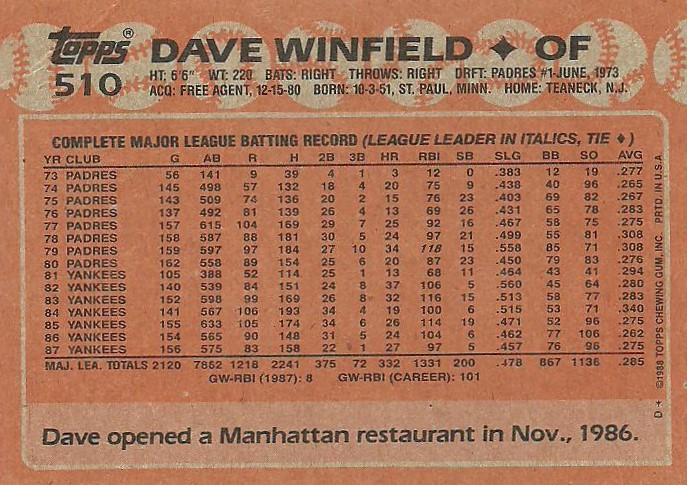 topps® DAVE WINFIELD ✦ OF
510 HT: 6'6" WT: 220 BATS: RIGHT THROWS: RIGHT DRFT: PADRES #1-JUNE, 1973
ACQ: FREE AGENT, 12-15-80 BORN: 10-3-51, ST. PAUL, MINN. HOME: TEANECK, N.J.
COMPLETE MAJOR LEAGUE BATTING RECORD (LEAGUE LEADER IN ITALICS, TIE ♦)
YR CLUB G AB R H 2B 3B HR RBI SB SLG BB SO AVG
73 PADRES 56 141 9 39 4 1 3 12 0 .383 12 19 .277
74 PADRES 145 498 57 132 18 4 20 75 9 .438 40 96 .265
75 PADRES 143 509 74 136 20 2 15 76 23 .403 69 82 .267
76 PADRES 137 492 81 139 26 4 13 69 26 .431 65 78 .283
77 PADRES 157 615 104 169 29 7 25 92 16 .467 58 75 .275
78 PADRES 158 587 88 181 30 5 24 97 21 .499 55 81 .308
79 PADRES 159 597 97 184 27 10 34 118 15 .558 85 71 .308
80 PADRES 162 558 89 154 25 6 20 87 23 .450 79 83 .276
81 YANKEES 105 388 52 114 25 1 13 68 11 .464 43 41 .294
82 YANKEES 140 539 84 151 24 8 37 106 5 .560 45 64 .280
83 YANKEES 152 598 99 169 26 8 32 116 15 .513 58 77 .283
84 YANKEES 141 567 106 193 34 4 19 100 6 .515 53 71 .340
85 YANKEES 155 633 105 174 34 6 26 114 19 .471 52 96 .275
86 YANKEES 154 565 90 148 31 5 24 104 6 .462 77 106 .262
87 YANKEES 156 575 83 158 22 1 27 97 5 .457 76 96 .275
MAJ. LEA. TOTALS 2120 7862 1218 2241 375 72 332 1331 200 .478 867 1136 .285
GW-RBI (1987): 8 GW-RBI (CAREER): 101
Dave opened a Manhattan restaurant in Nov., 1986.
D * ©1988 TOPPS CHEWING GUM, INC. PRTD. IN U.S.A.